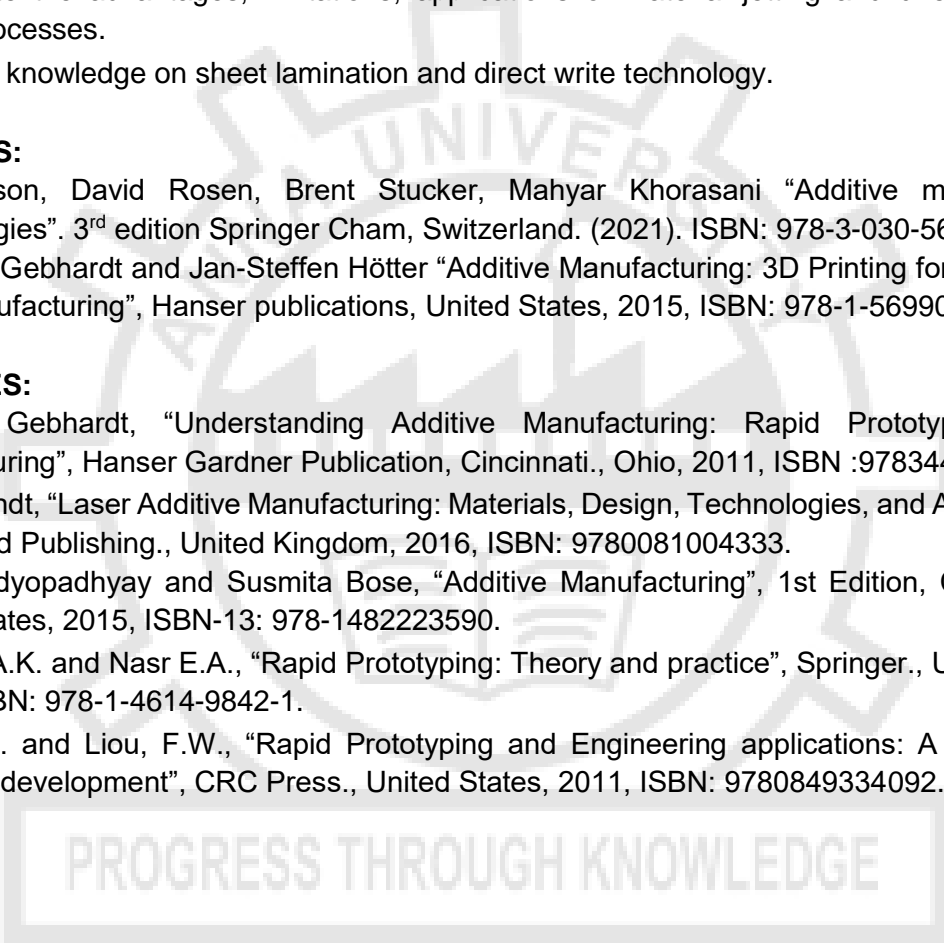 knowledge on sheet lamination and direct write technology.
S:
son, David Rosen, Brent Stucker, Mahyar Khorasani “Additive m
gies”. 3rd edition Springer Cham, Switzerland. (2021). ISBN: 978-3-030-56
Gebhardt and Jan-Steffen Hötter “Additive Manufacturing: 3D Printing for
ufacturing”, Hanser publications, United States, 2015, ISBN: 978-1-56990
ES:
Gebhardt, “Understanding Additive Manufacturing: Rapid Prototyp
uring”, Hanser Gardner Publication, Cincinnati., Ohio, 2011, ISBN :978344
ndt, “Laser Additive Manufacturing: Materials, Design, Technologies, and A
d Publishing., United Kingdom, 2016, ISBN: 9780081004333.
dyopadhyay and Susmita Bose, “Additive Manufacturing”, 1st Edition, C
ates, 2015, ISBN-13: 978-1482223590.
A.K. and Nasr E.A., “Rapid Prototyping: Theory and practice”, Springer., U
BN: 978-1-4614-9842-1.
. and Liou, F.W., “Rapid Prototyping and Engineering applications: A
development”, CRC Press., United States, 2011, ISBN: 9780849334092.
PROGRESS THROUGH KNOWLEDGE